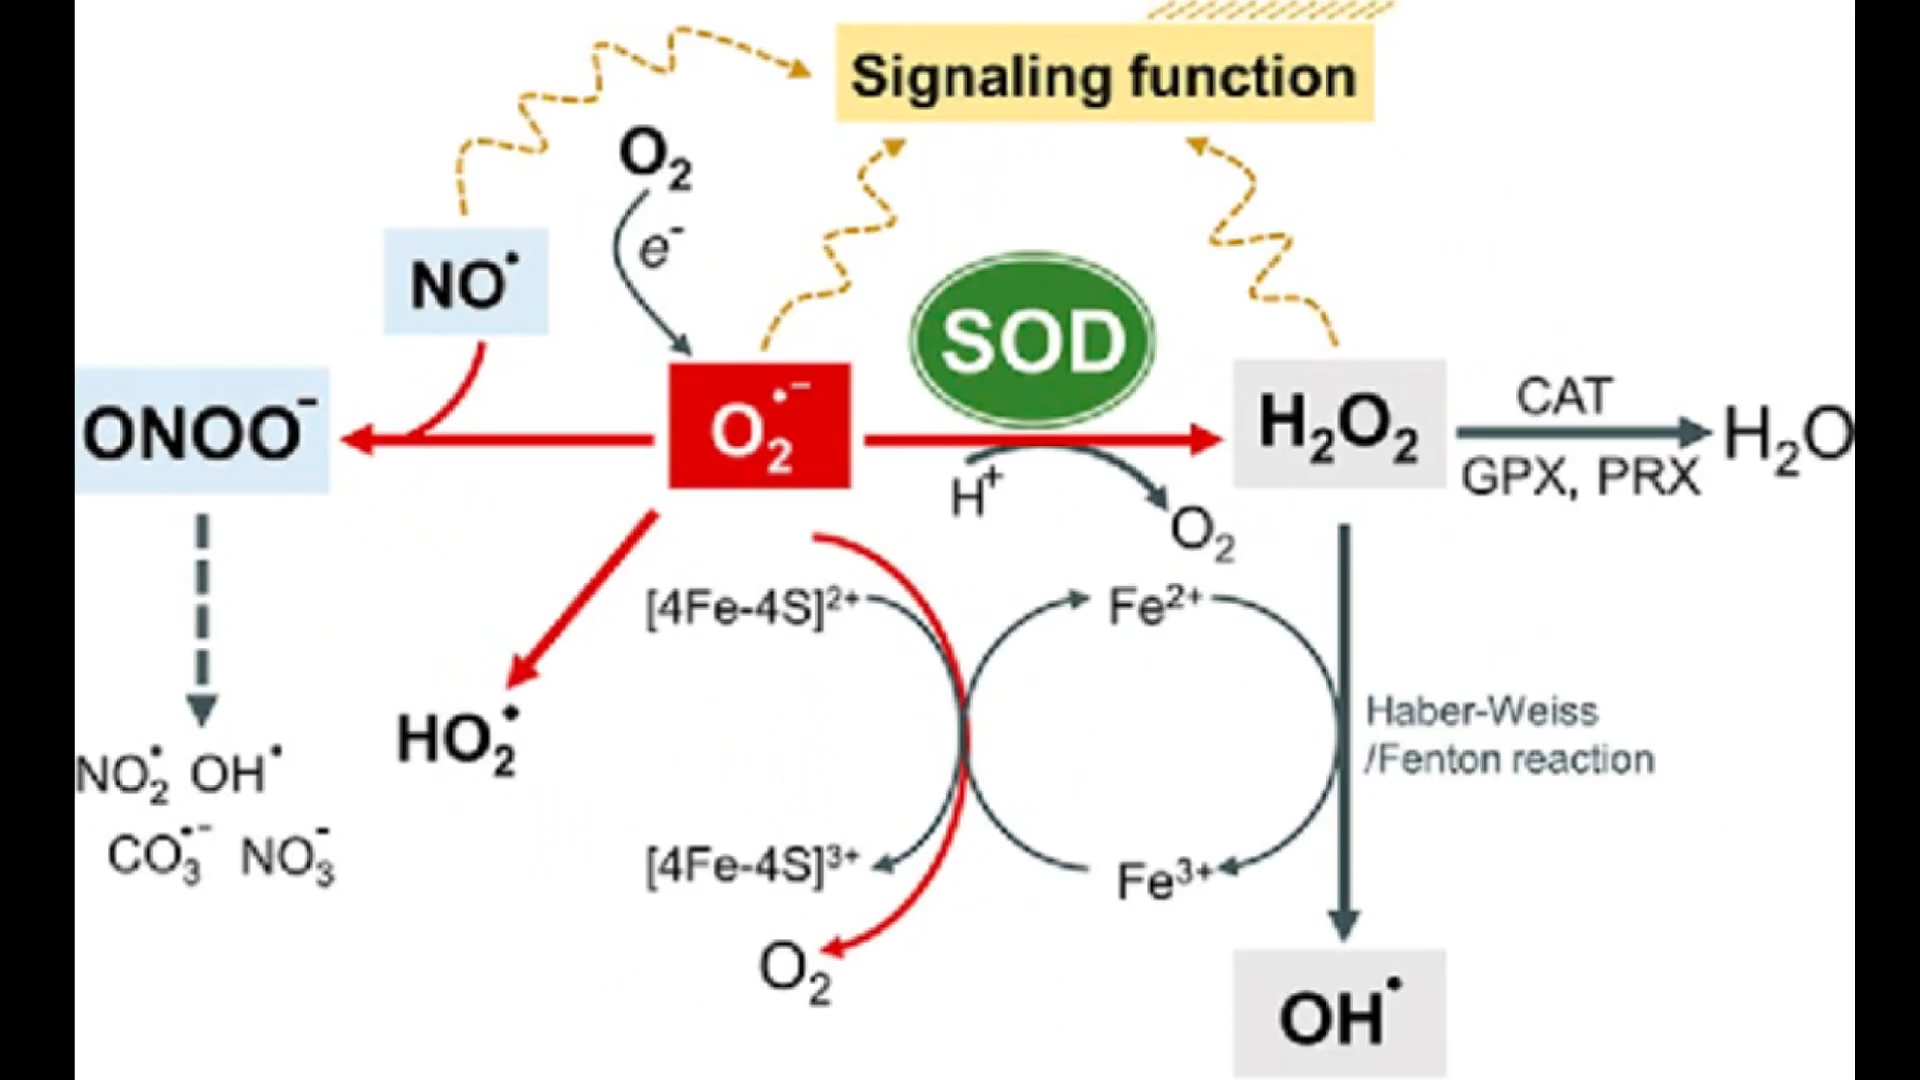 Signaling function
O₂
e⁻
NO•
SOD
ONOO⁻
O₂•⁻
H₂O₂
CAT
GPX, PRX
H₂O
H⁺
O₂
[4Fe-4S]²⁺
Fe²⁺
HO₂•
Haber-Weiss
/Fenton reaction
NO₂• OH•
CO₃•⁻ NO₃⁻
[4Fe-4S]³⁺
Fe³⁺
O₂
OH•